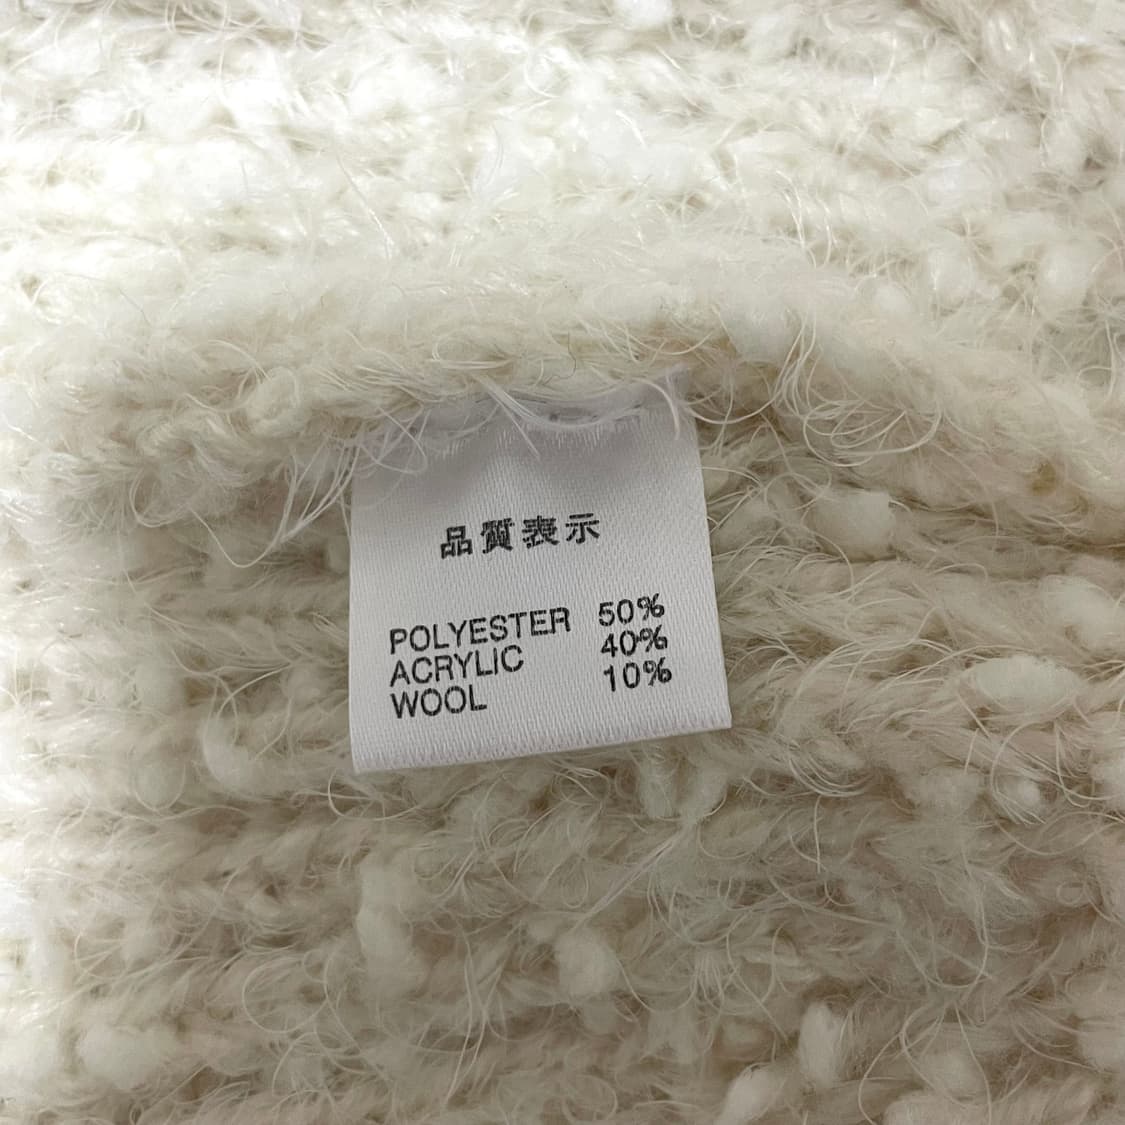 品質表示
POLYESTER 50%
ACRYLIC 40%
WOOL 10%